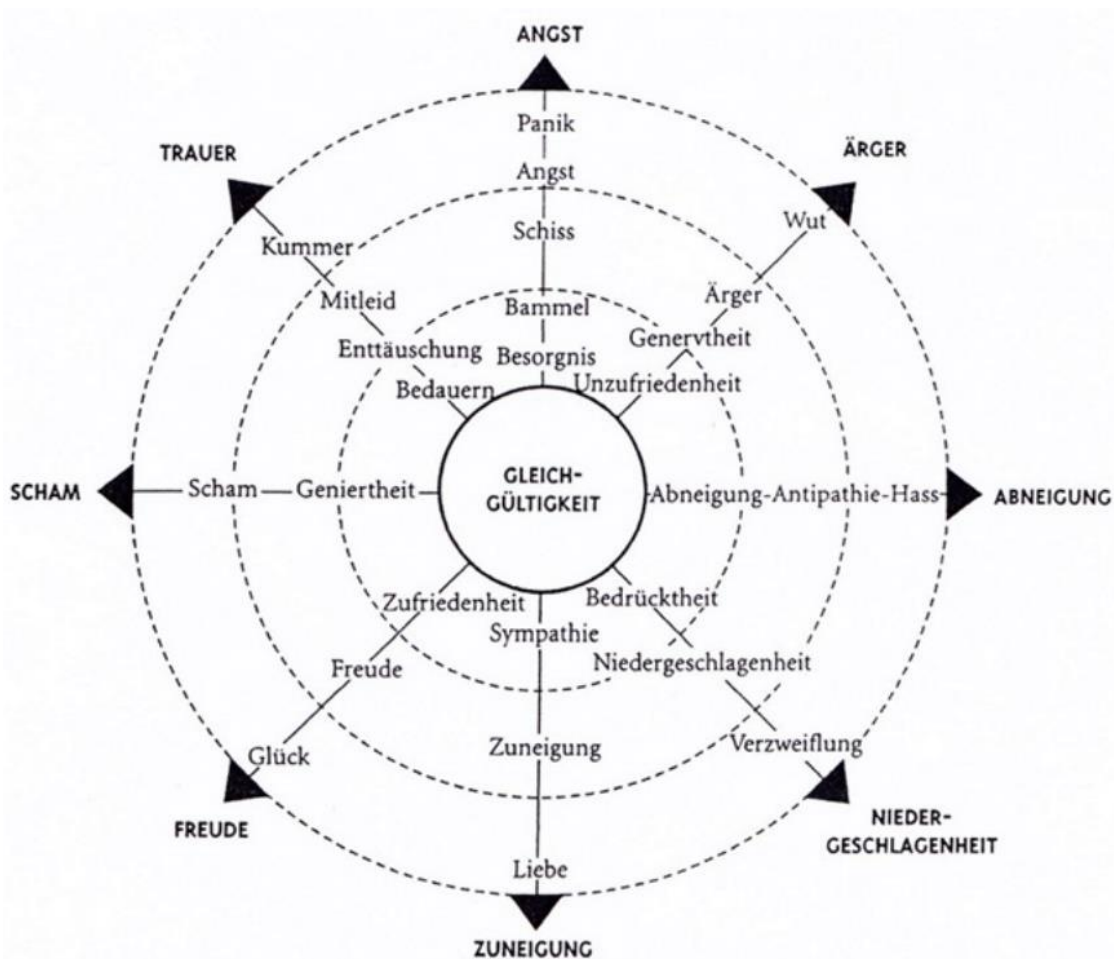 ANGST
Panik
TRAUER
ÄRGER
Angst
Wut
Schiss
Kummer
Mitleid
Ärger
Bammel
Enttäuschung
Genervtheit
Besorgnis
Bedauern
Unzufriedenheit
SCHAM
Scham
Geniertheit
GLEICH-
GÜLTIGKEIT
Abneigung-Antipathie-Hass
ABNEIGUNG
Zufriedenheit
Bedrücktheit
Sympathie
Freude
Niedergeschlagenheit
Glück
Zuneigung
Verzweiflung
FREUDE
NIEDER-
GESCHLAGENHEIT
Liebe
ZUNEIGUNG